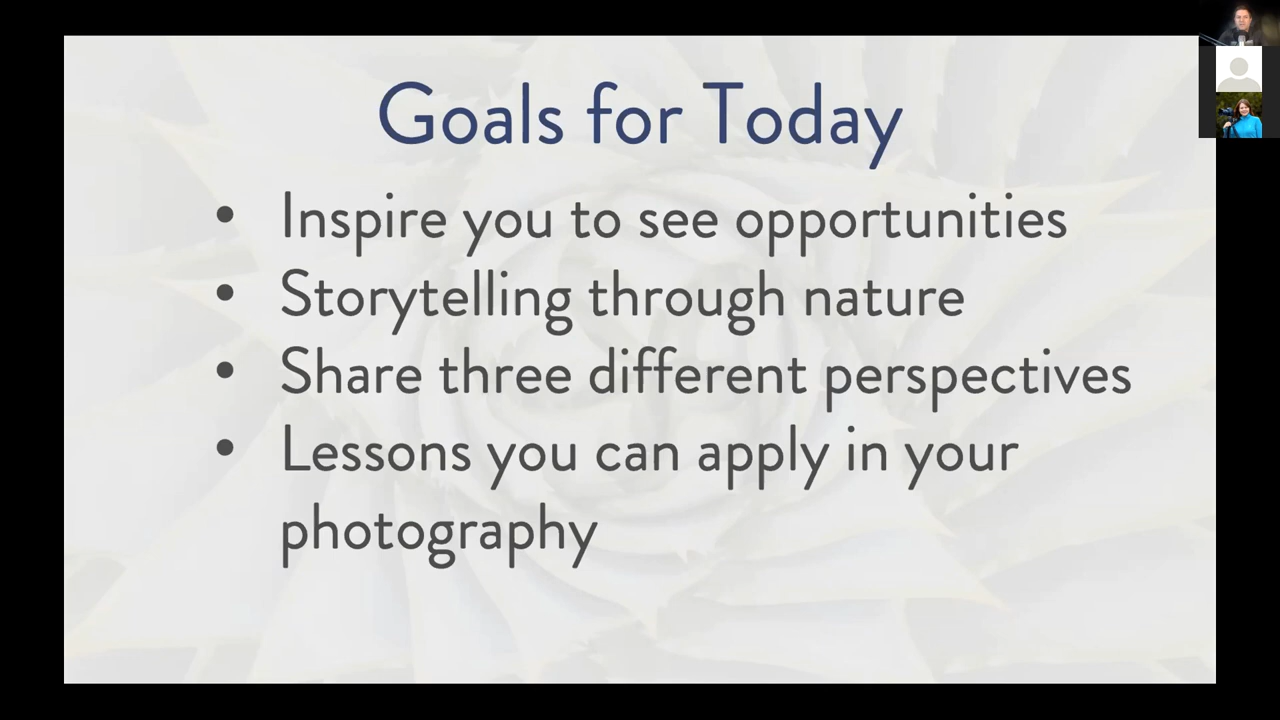 Goals for Today
• Inspire you to see opportunities
• Storytelling through nature
• Share three different perspectives
• Lessons you can apply in your
photography